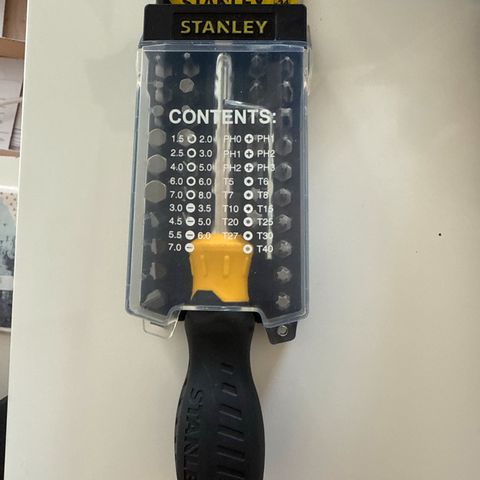 STANLEY
STANLEY
CONTENTS:
1.5 2.0 PH0 PH1
2.5 3.0 PH1 PH2
4.0 5.0 PH2 PH3
6.0 6.0 T5 T6
7.0 8.0 T7 T8
3.0 3.5 T10 T15
4.5 5.0 T20 T25
5.5 6.0 T27 T30
7.0 T40
STANLEY